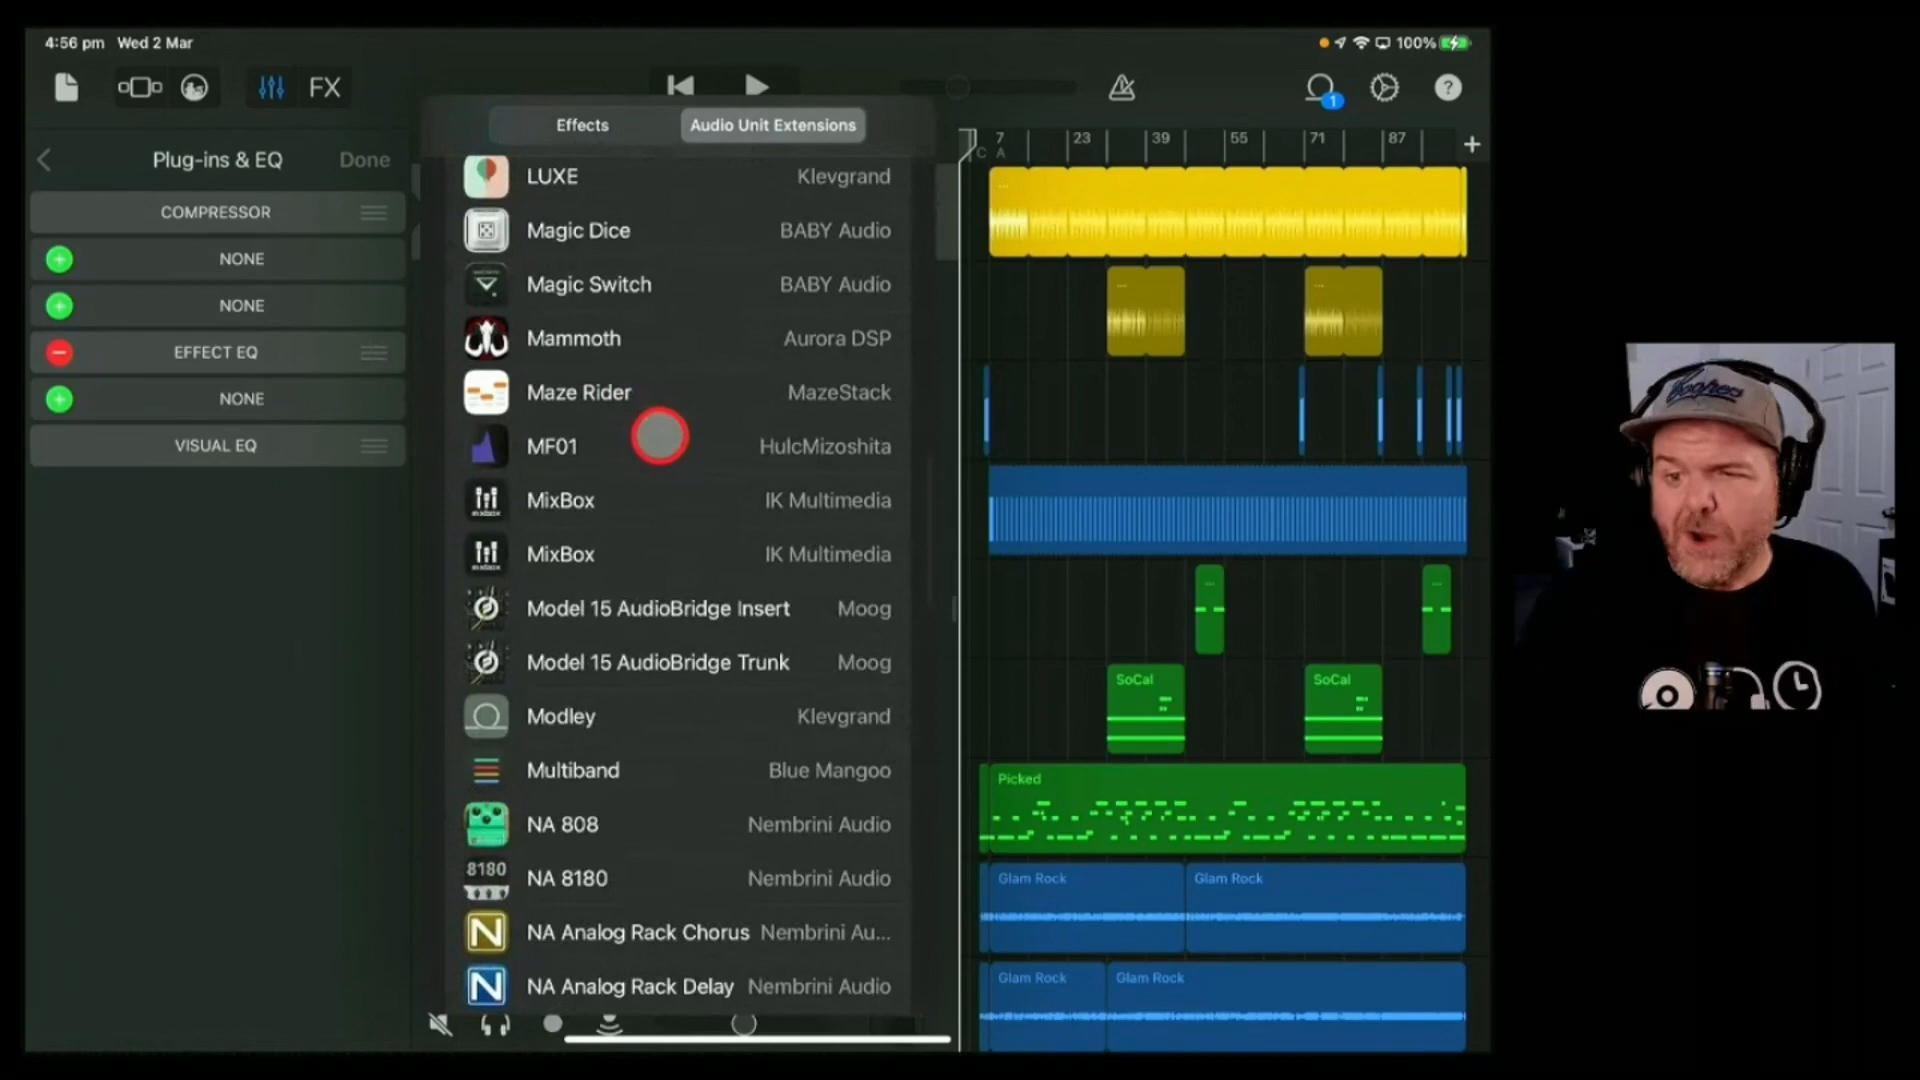 4:56 pm Wed 2 Mar
100%
FX
1
?
Effects
Audio Unit Extensions
7
23
39
55
71
87
+
C A
Plug-ins & EQ
Done
COMPRESSOR
NONE
NONE
EFFECT EQ
NONE
VISUAL EQ
LUXE Klevgrand
Magic Dice BABY Audio
Magic Switch BABY Audio
Mammoth Aurora DSP
Maze Rider MazeStack
MF01 HulcMizoshita
MixBox IK Multimedia
MixBox IK Multimedia
Model 15 AudioBridge Insert Moog
Model 15 AudioBridge Trunk Moog
Modley Klevgrand
Multiband Blue Mangoo
NA 808 Nembrini Audio
8180
NA 8180 Nembrini Audio
N
NA Analog Rack Chorus Nembrini Au...
N
NA Analog Rack Delay Nembrini Audio
SoCal
SoCal
Picked
Glam Rock
Glam Rock
Glam Rock
Glam Rock